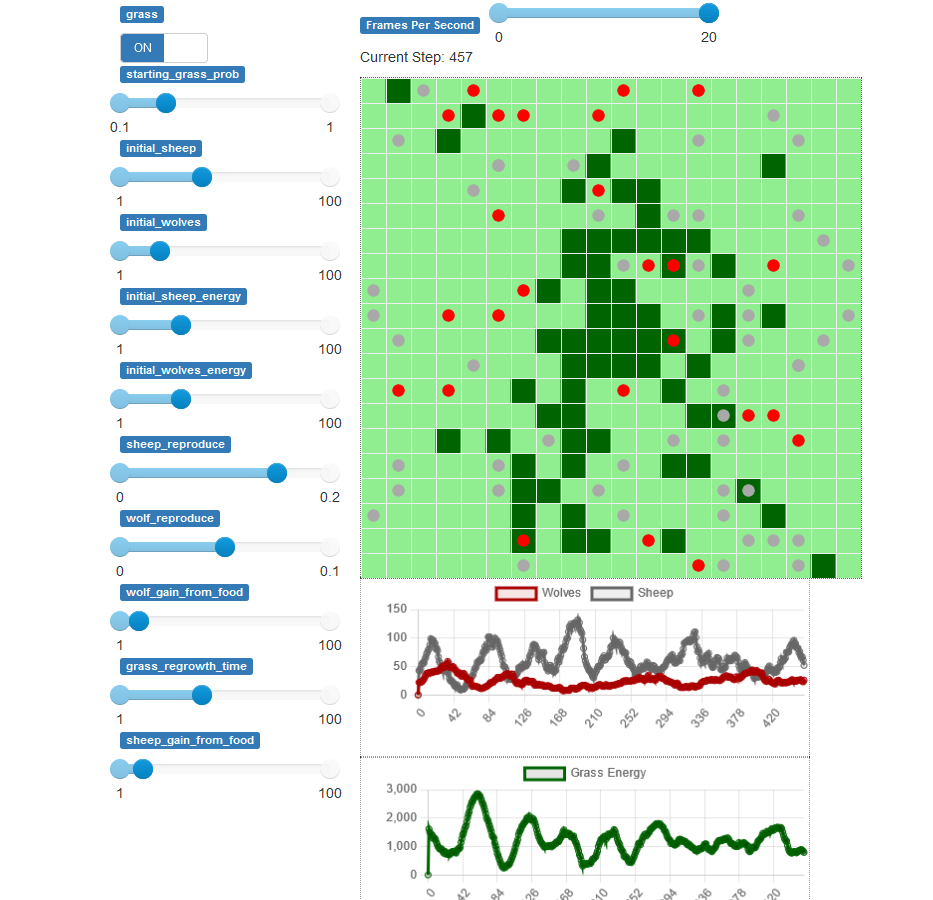 grass
ON
starting_grass_prob
0.1 1
initial_sheep
1 100
initial_wolves
1 100
initial_sheep_energy
1 100
initial_wolves_energy
1 100
sheep_reproduce
0 0.2
wolf_reproduce
0 0.1
wolf_gain_from_food
1 100
grass_regrowth_time
1 100
sheep_gain_from_food
1 100
Frames Per Second
0 20
Current Step: 457
Wolves Sheep
150
100
50
0
0 42 84 126 168 210 252 294 336 378 420
Grass Energy
3,000
2,000
1,000
0
0 42 84 126 168 210 252 294 336 378 420